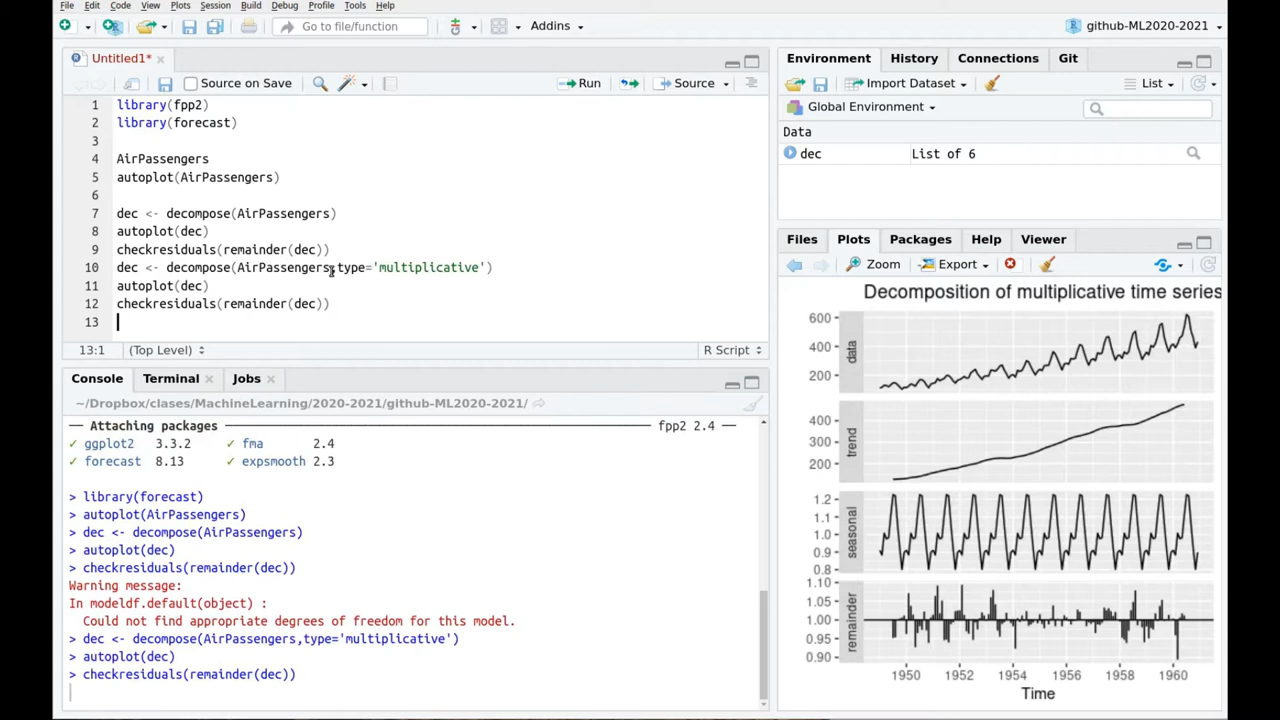 File Edit Code View Plots Session Build Debug Profile Tools Help
Go to file/function Addins github-ML2020-2021
Untitled1*
Source on Save Run Source
1 library(fpp2)
2 library(forecast)
3
4 AirPassengers
5 autoplot(AirPassengers)
6
7 dec <- decompose(AirPassengers)
8 autoplot(dec)
9 checkresiduals(remainder(dec))
10 dec <- decompose(AirPassengers,type='multiplicative')
11 autoplot(dec)
12 checkresiduals(remainder(dec))
13
13:1 (Top Level) R Script
Console Terminal Jobs
~/Dropbox/clases/MachineLearning/2020-2021/github-ML2020-2021/
── Attaching packages ── fpp2 2.4 ──
✓ ggplot2 3.3.2 ✓ fma 2.4
✓ forecast 8.13 ✓ expsmooth 2.3
> library(forecast)
> autoplot(AirPassengers)
> dec <- decompose(AirPassengers)
> autoplot(dec)
> checkresiduals(remainder(dec))
Warning message:
In modeldf.default(object) :
Could not find appropriate degrees of freedom for this model.
> dec <- decompose(AirPassengers,type='multiplicative')
> autoplot(dec)
> checkresiduals(remainder(dec))
Environment History Connections Git
Import Dataset List
Global Environment
Data
dec List of 6
Files Plots Packages Help Viewer
Zoom Export
Decomposition of multiplicative time series
600
400
200
data
400
300
200
trend
1.2
1.1
1.0
0.9
0.8
seasonal
1.10
1.05
1.00
0.95
0.90
remainder
1950 1952 1954 1956 1958 1960
Time